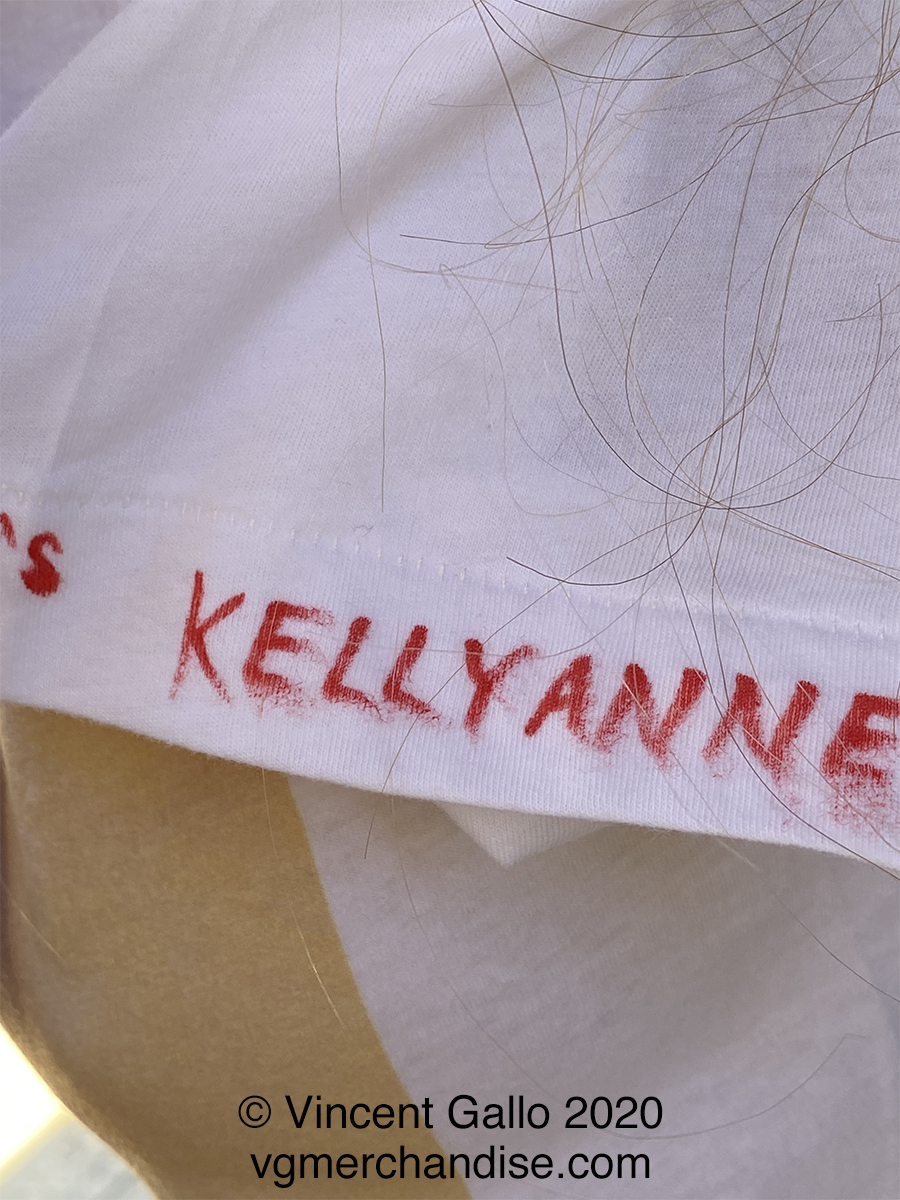 's KELLYANNE
© Vincent Gallo 2020
vgmerchandise.com